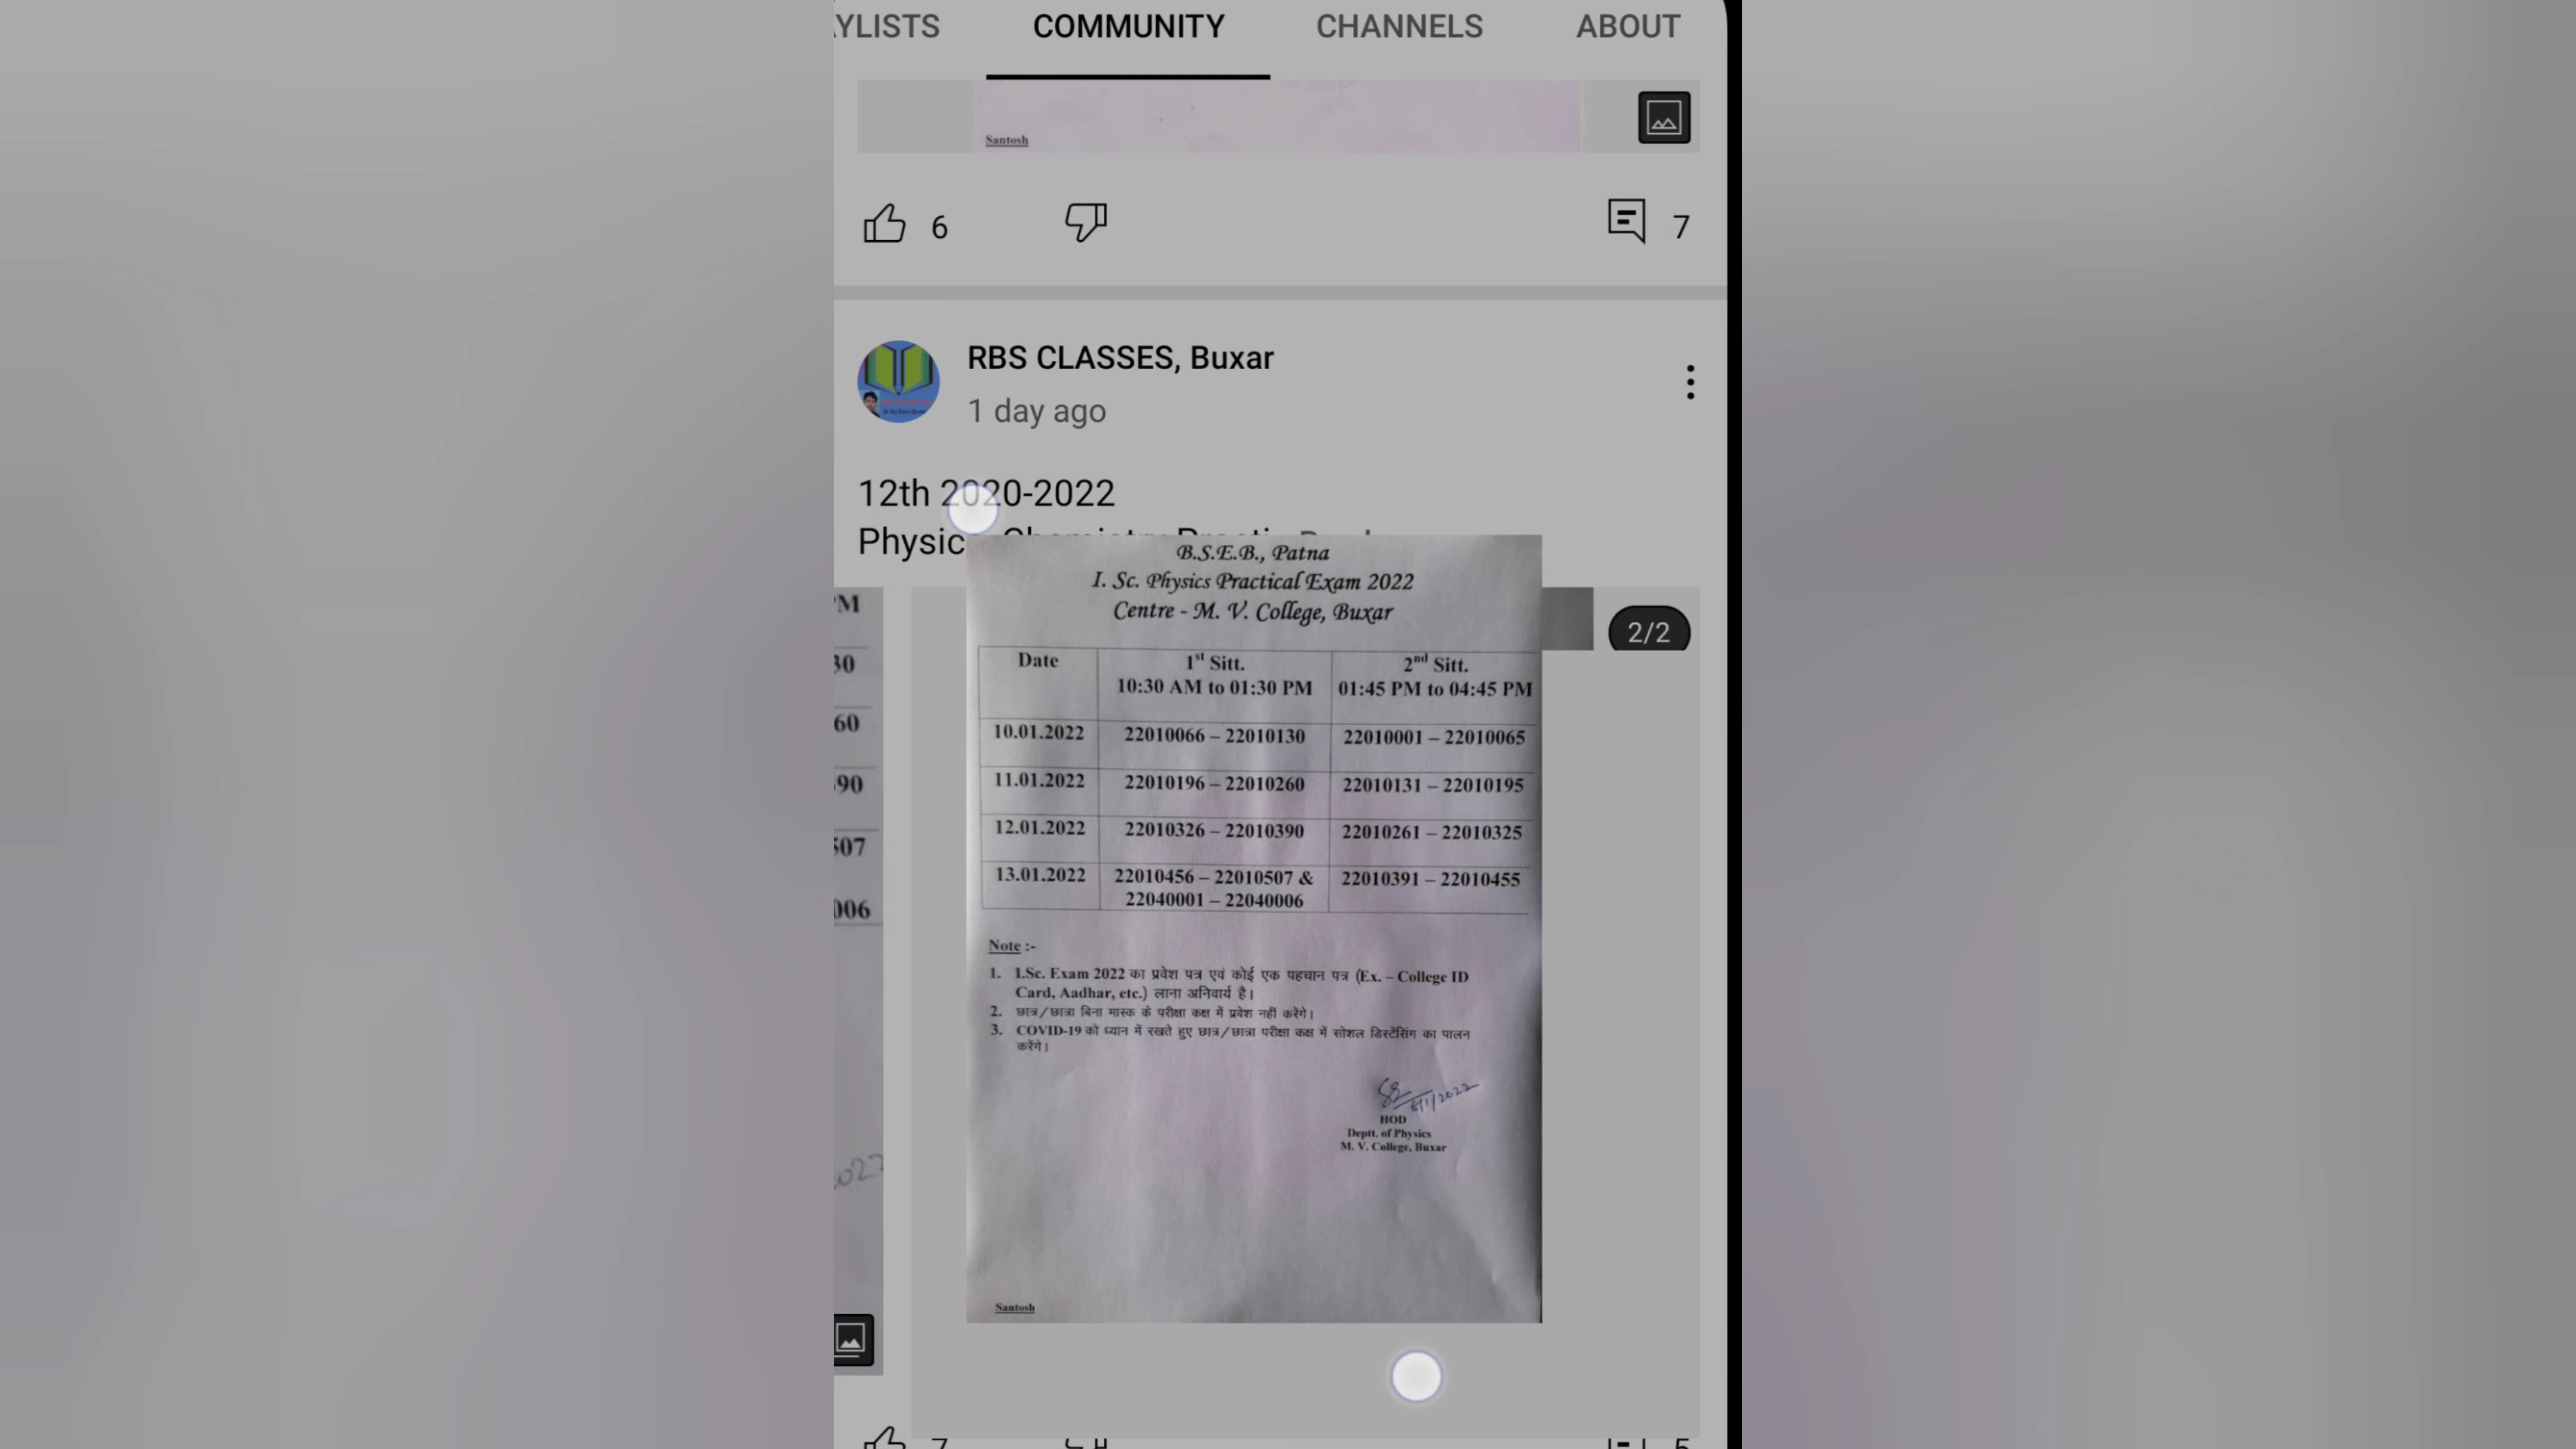 COMMUNITY CHANNELS ABOUT
Santosh
6 7
RBS CLASSES, Buxar
1 day ago
12th 2020-2022
B.S.E.B., Patna
I. Sc. Physics Practical Exam 2022
Centre - M. V. College, Buxar
2/2
Date 1st Sitt. 2nd Sitt.
10:30 AM to 01:30 PM 01:45 PM to 04:45 PM
10.01.2022 22010066 – 22010130 22010001 – 22010065
11.01.2022 22010196 – 22010260 22010131 – 22010195
12.01.2022 22010326 – 22010390 22010261 – 22010325
13.01.2022 22010456 – 22010507 & 22010391 – 22010455
22040001 – 22040006
Note :-
1. I.Sc. Exam 2022 का प्रवेश पत्र एवं कोई एक पहचान पत्र (Ex. – College ID
Card, Aadhar, etc.) लाना अनिवार्य है।
2. छात्र/छात्रा बिना मास्क के परीक्षा कक्ष में प्रवेश नहीं करेंगे।
3. COVID-19 को ध्यान में रखते हुए छात्र/छात्रा परीक्षा कक्ष में सोशल डिस्टेंसिंग का पालन
करेंगे।
HOD
Deptt. of Physics
M. V. College, Buxar
Santosh